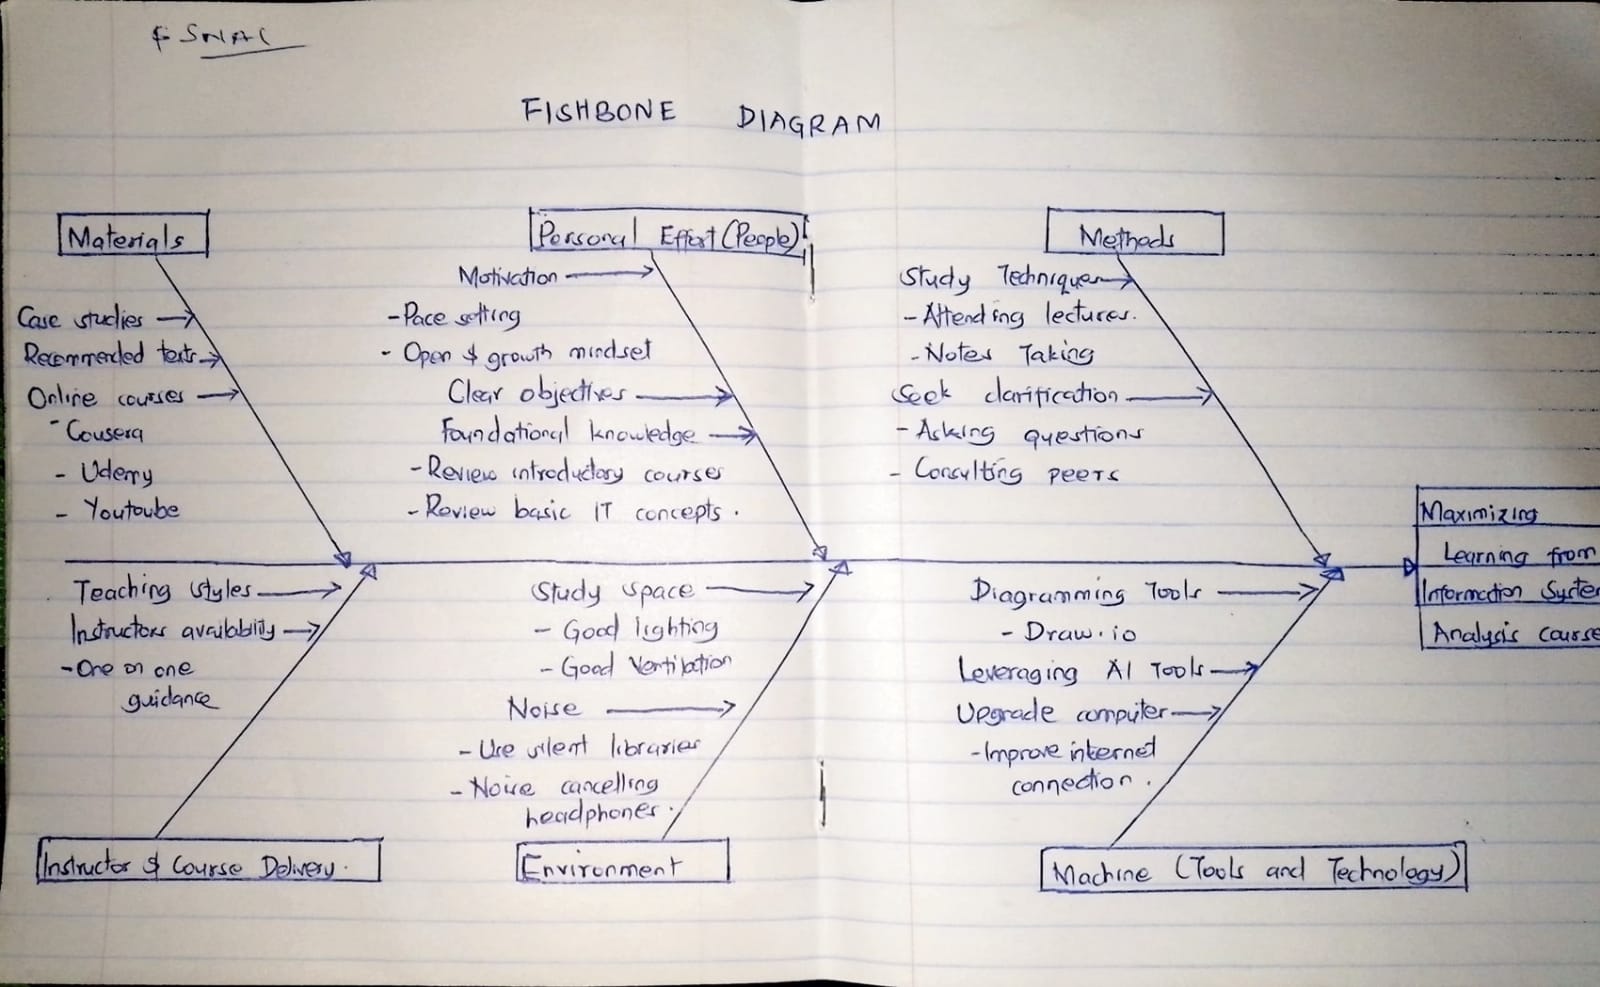 FISHBONE DIAGRAM
Materials
Case studies
Recommended texts
Online courses
- Cousera
- Udemy
- Youtoube
Personal Effort (People)
Motivation
- Pace setting
- Open & growth mindset
Clear objectives
Foundational knowledge
- Review introductory courses
- Review basic IT concepts.
Methods
Study Techniques
- Attending lectures.
- Notes Taking
Seek clarification
- Asking questions
- Consulting peers
Maximizing
Learning from
Information System
Analysis course
Teaching styles
Instructors availability
- One on one
guidance
Instructor & Course Delivery.
Study space
- Good lighting
- Good Ventilation
Noise
- Use silent libraries
- Noise cancelling
headphones.
Environment
Diagramming Tools
- Draw.io
Leveraging AI Tools
Upgrade computer
- Improve internet
connection.
Machine (Tools and Technology)